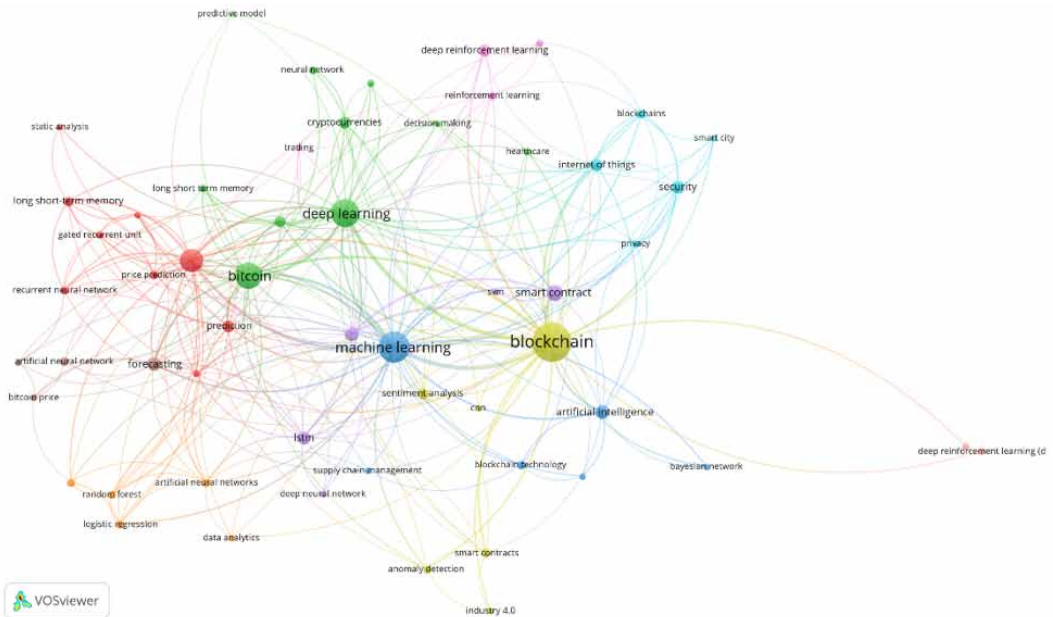 predictive model
deep reinforcement learning
neural network
reinforcement learning
blockchains
cryptocurrencies
decision making
static analysis
smart city
trading
healthcare
internet of things
long short term memory
security
long short-term memory
deep learning
gated recurrent unit
privacy
price prediction
bitcoin
recurrent neural network
svm
smart contract
prediction
blockchain
machine learning
artificial neural network
forecasting
bitcoin price
sentiment analysis
cnn
artificial intelligence
lstm
deep reinforcement learning (d
supply chain management
blockchain technology
bayesian network
random forest
artificial neural networks
deep neural network
logistic regression
data analytics
smart contracts
anomaly detection
VOSviewer
industry 4.0